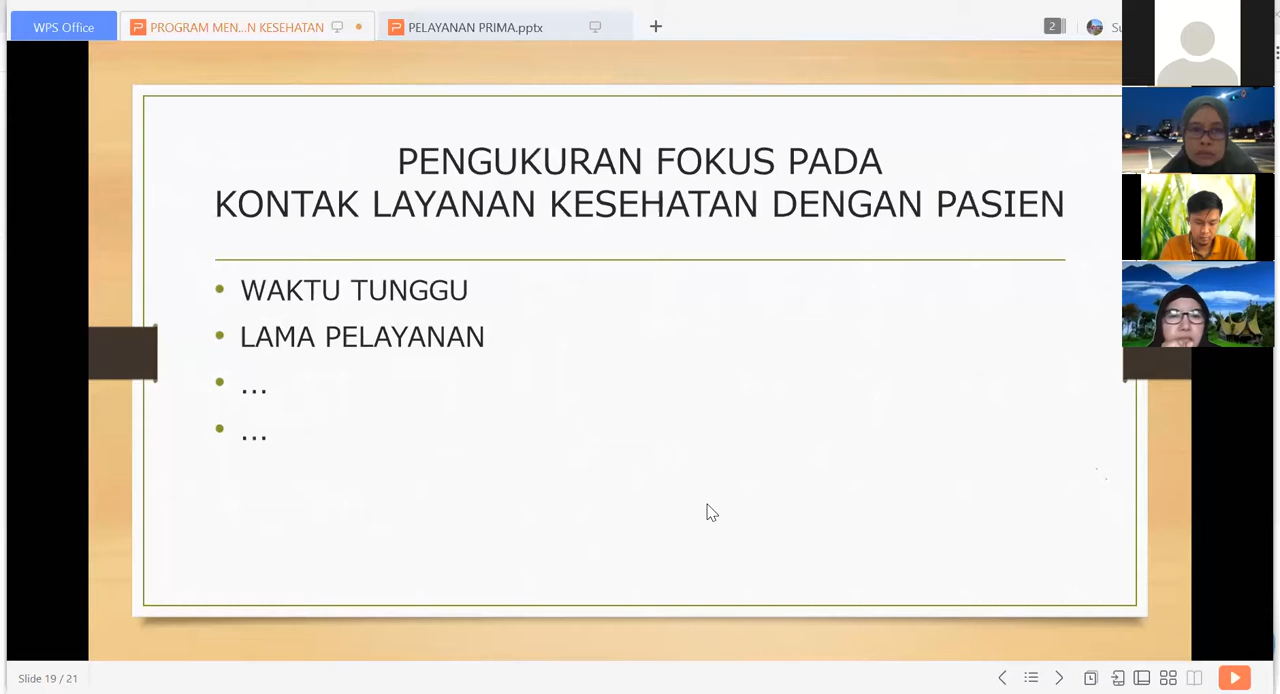 WPS Office
PROGRAM MEN...N KESEHATAN
PELAYANAN PRIMA.pptx
2
PENGUKURAN FOKUS PADA
KONTAK LAYANAN KESEHATAN DENGAN PASIEN
• WAKTU TUNGGU
• LAMA PELAYANAN
• ...
• ...
Slide 19 / 21